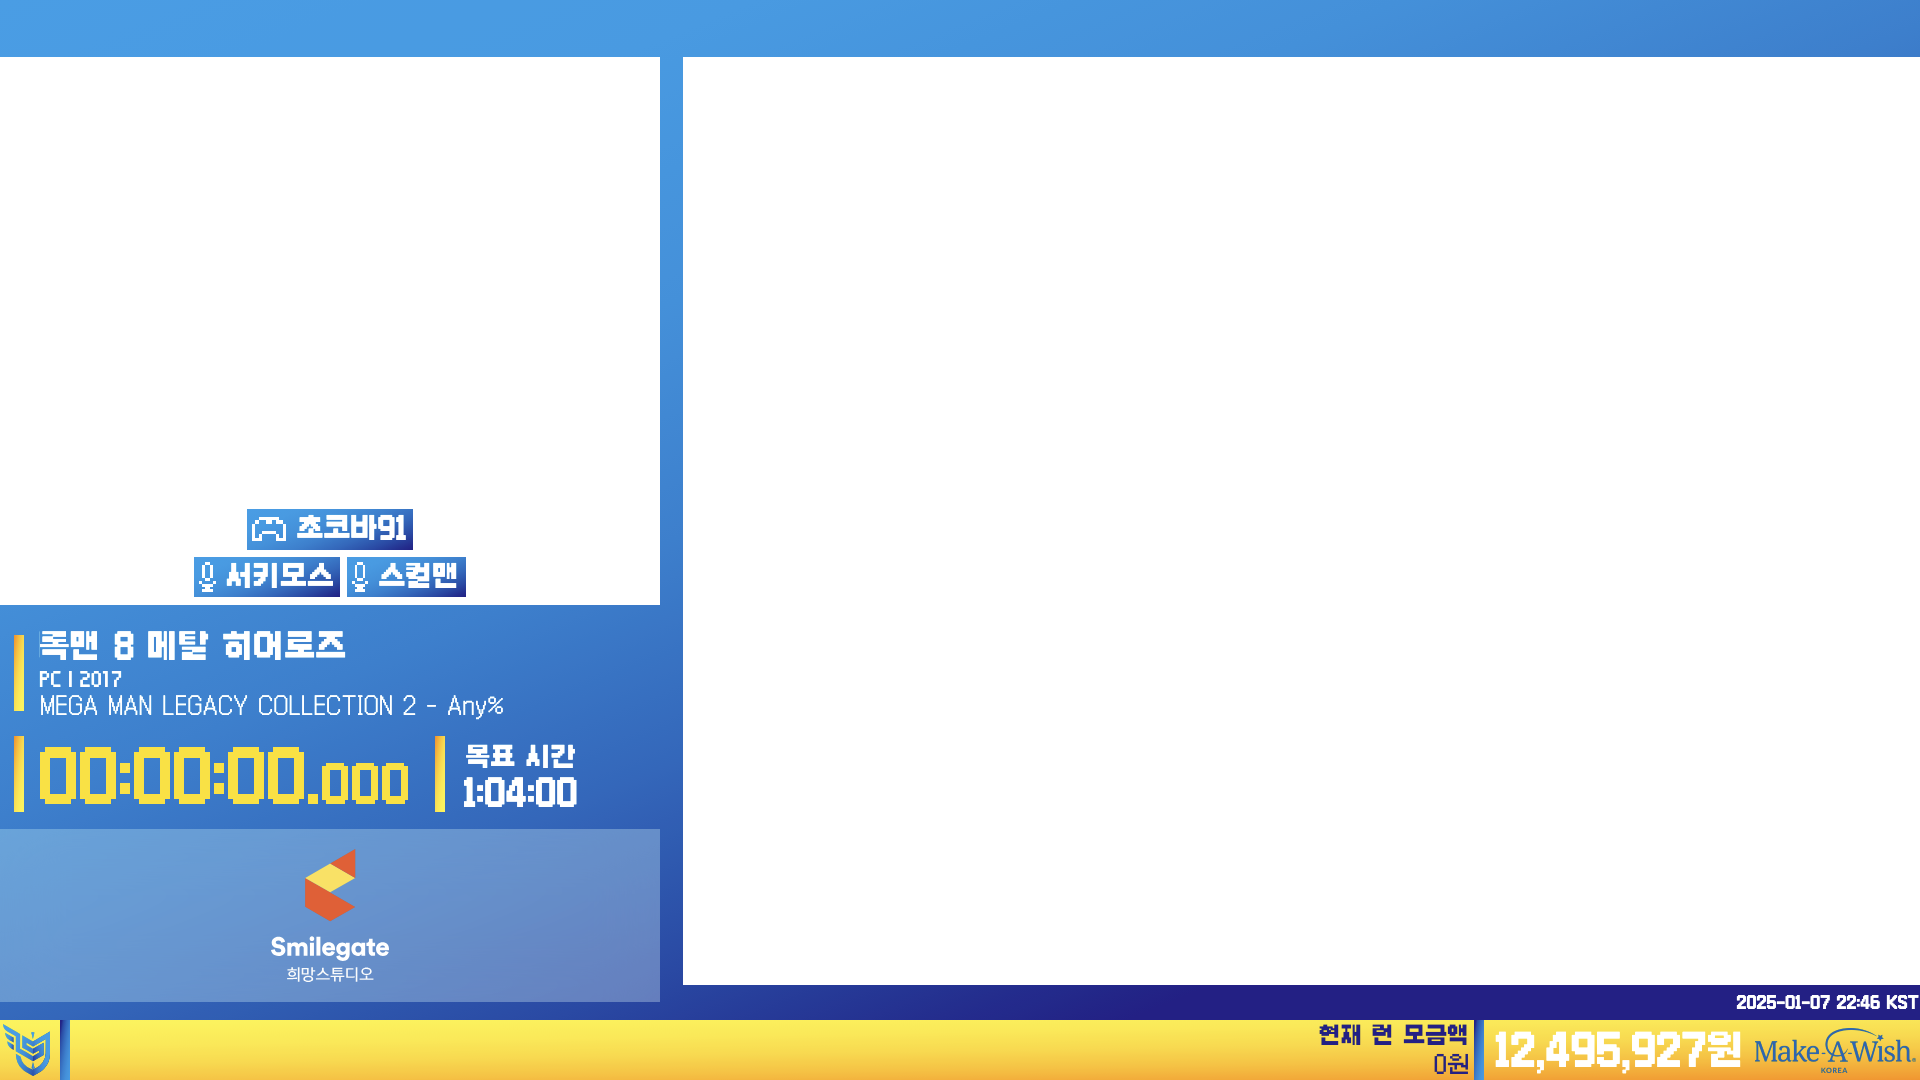 초코바91
서키모스 스컬맨
록맨 8 메탈 히어로즈
PC | 2017
MEGA MAN LEGACY COLLECTION 2 - Any%
00:00:00.000
목표 시간
1:04:00
Smilegate
희망스튜디오
2025-01-07 22:46 KST
현재 런 모금액
0원
12,495,927원
Make-A-Wish®
KOREA